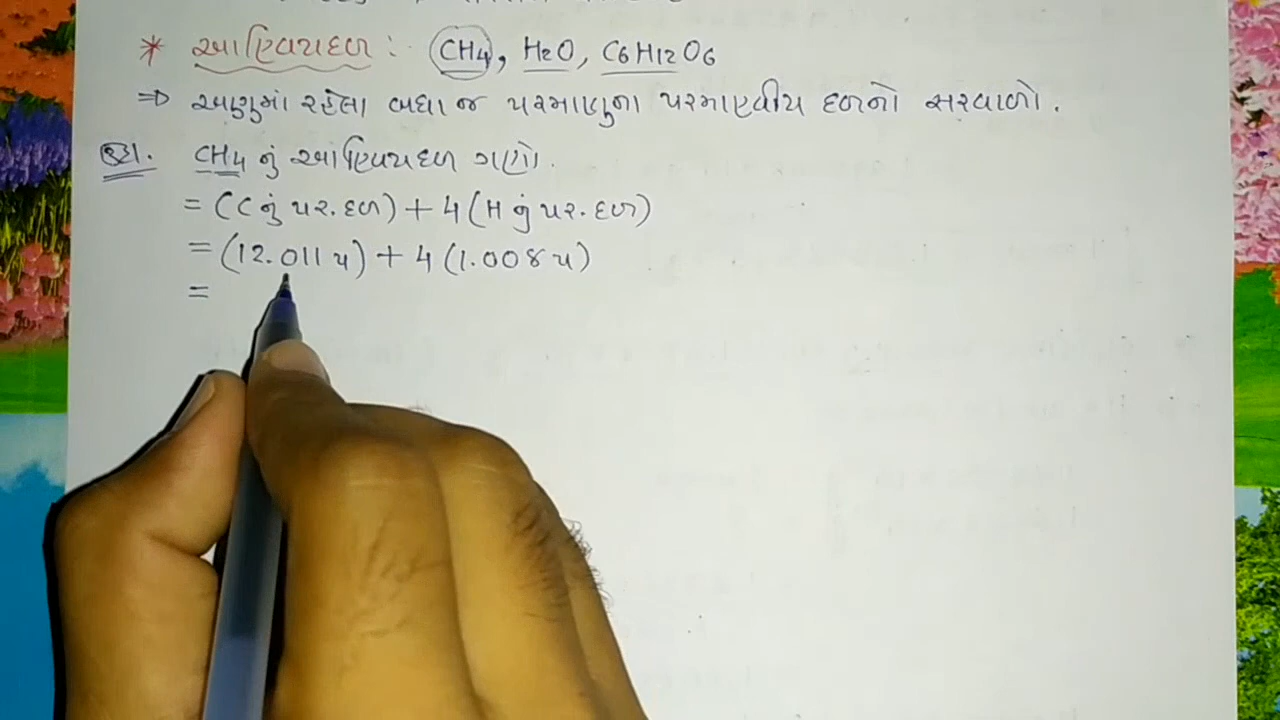 * આણ્વિયદળ : CH4, H2O, C6H12O6
⇒ અણુમાં રહેલા બધા જ પરમાણુના પરમાણ્વીય દળનો સરવાળો.
ઉદા. CH4 નું આણ્વિયદળ ગણો.
= (C નું પર. દળ) + 4 (H નું પર. દળ)
= (12.011 u) + 4 (1.008 u)
=